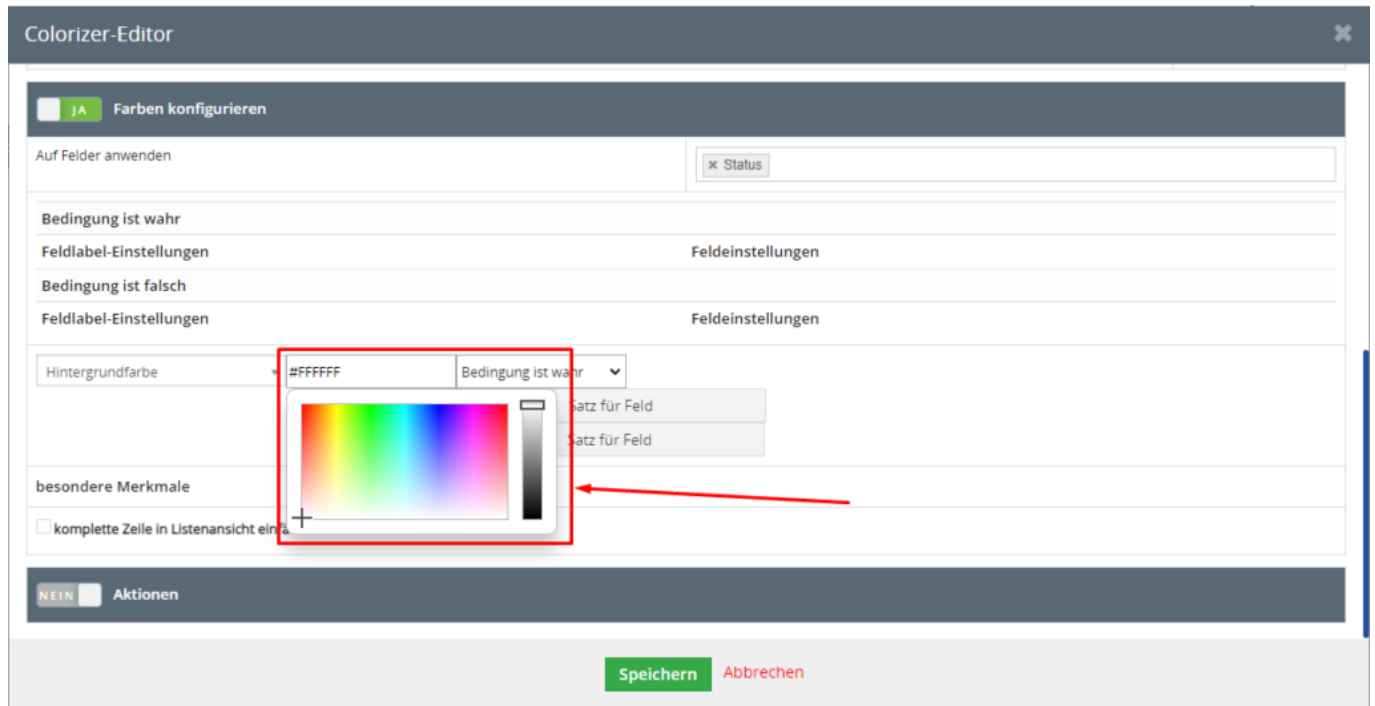 Colorizer-Editor
JA Farben konfigurieren
Auf Felder anwenden
× Status
Bedingung ist wahr
Feldlabel-Einstellungen Feldeinstellungen
Bedingung ist falsch
Feldlabel-Einstellungen Feldeinstellungen
Hintergrundfarbe #FFFFFF Bedingung ist wahr
Satz für Feld
Satz für Feld
besondere Merkmale
komplette Zeile in Listenansicht
NEIN Aktionen
Speichern Abbrechen